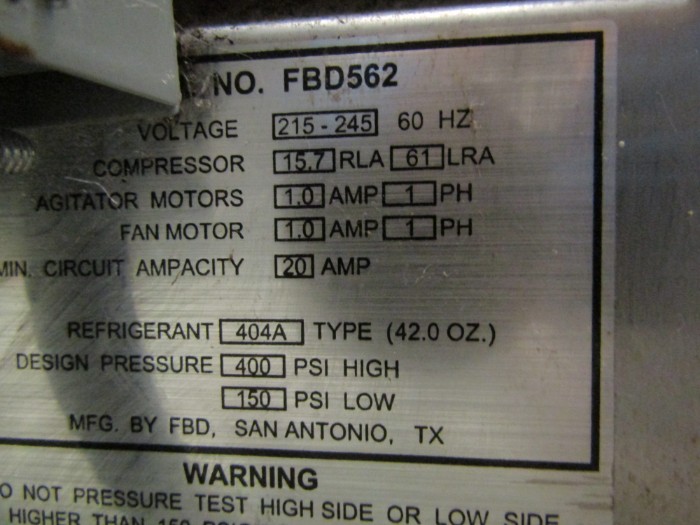 NO. FBD562
VOLTAGE 215 - 245 60 HZ
COMPRESSOR 15.7 RLA 61 LRA
AGITATOR MOTORS 1.0 AMP 1 PH
FAN MOTOR 1.0 AMP 1 PH
MIN. CIRCUIT AMPACITY 20 AMP
REFRIGERANT 404A TYPE (42.0 OZ.)
DESIGN PRESSURE 400 PSI HIGH
150 PSI LOW
MFG. BY FBD, SAN ANTONIO, TX
WARNING
O NOT PRESSURE TEST HIGH SIDE OR LOW SIDE
HIGHER THAN 150